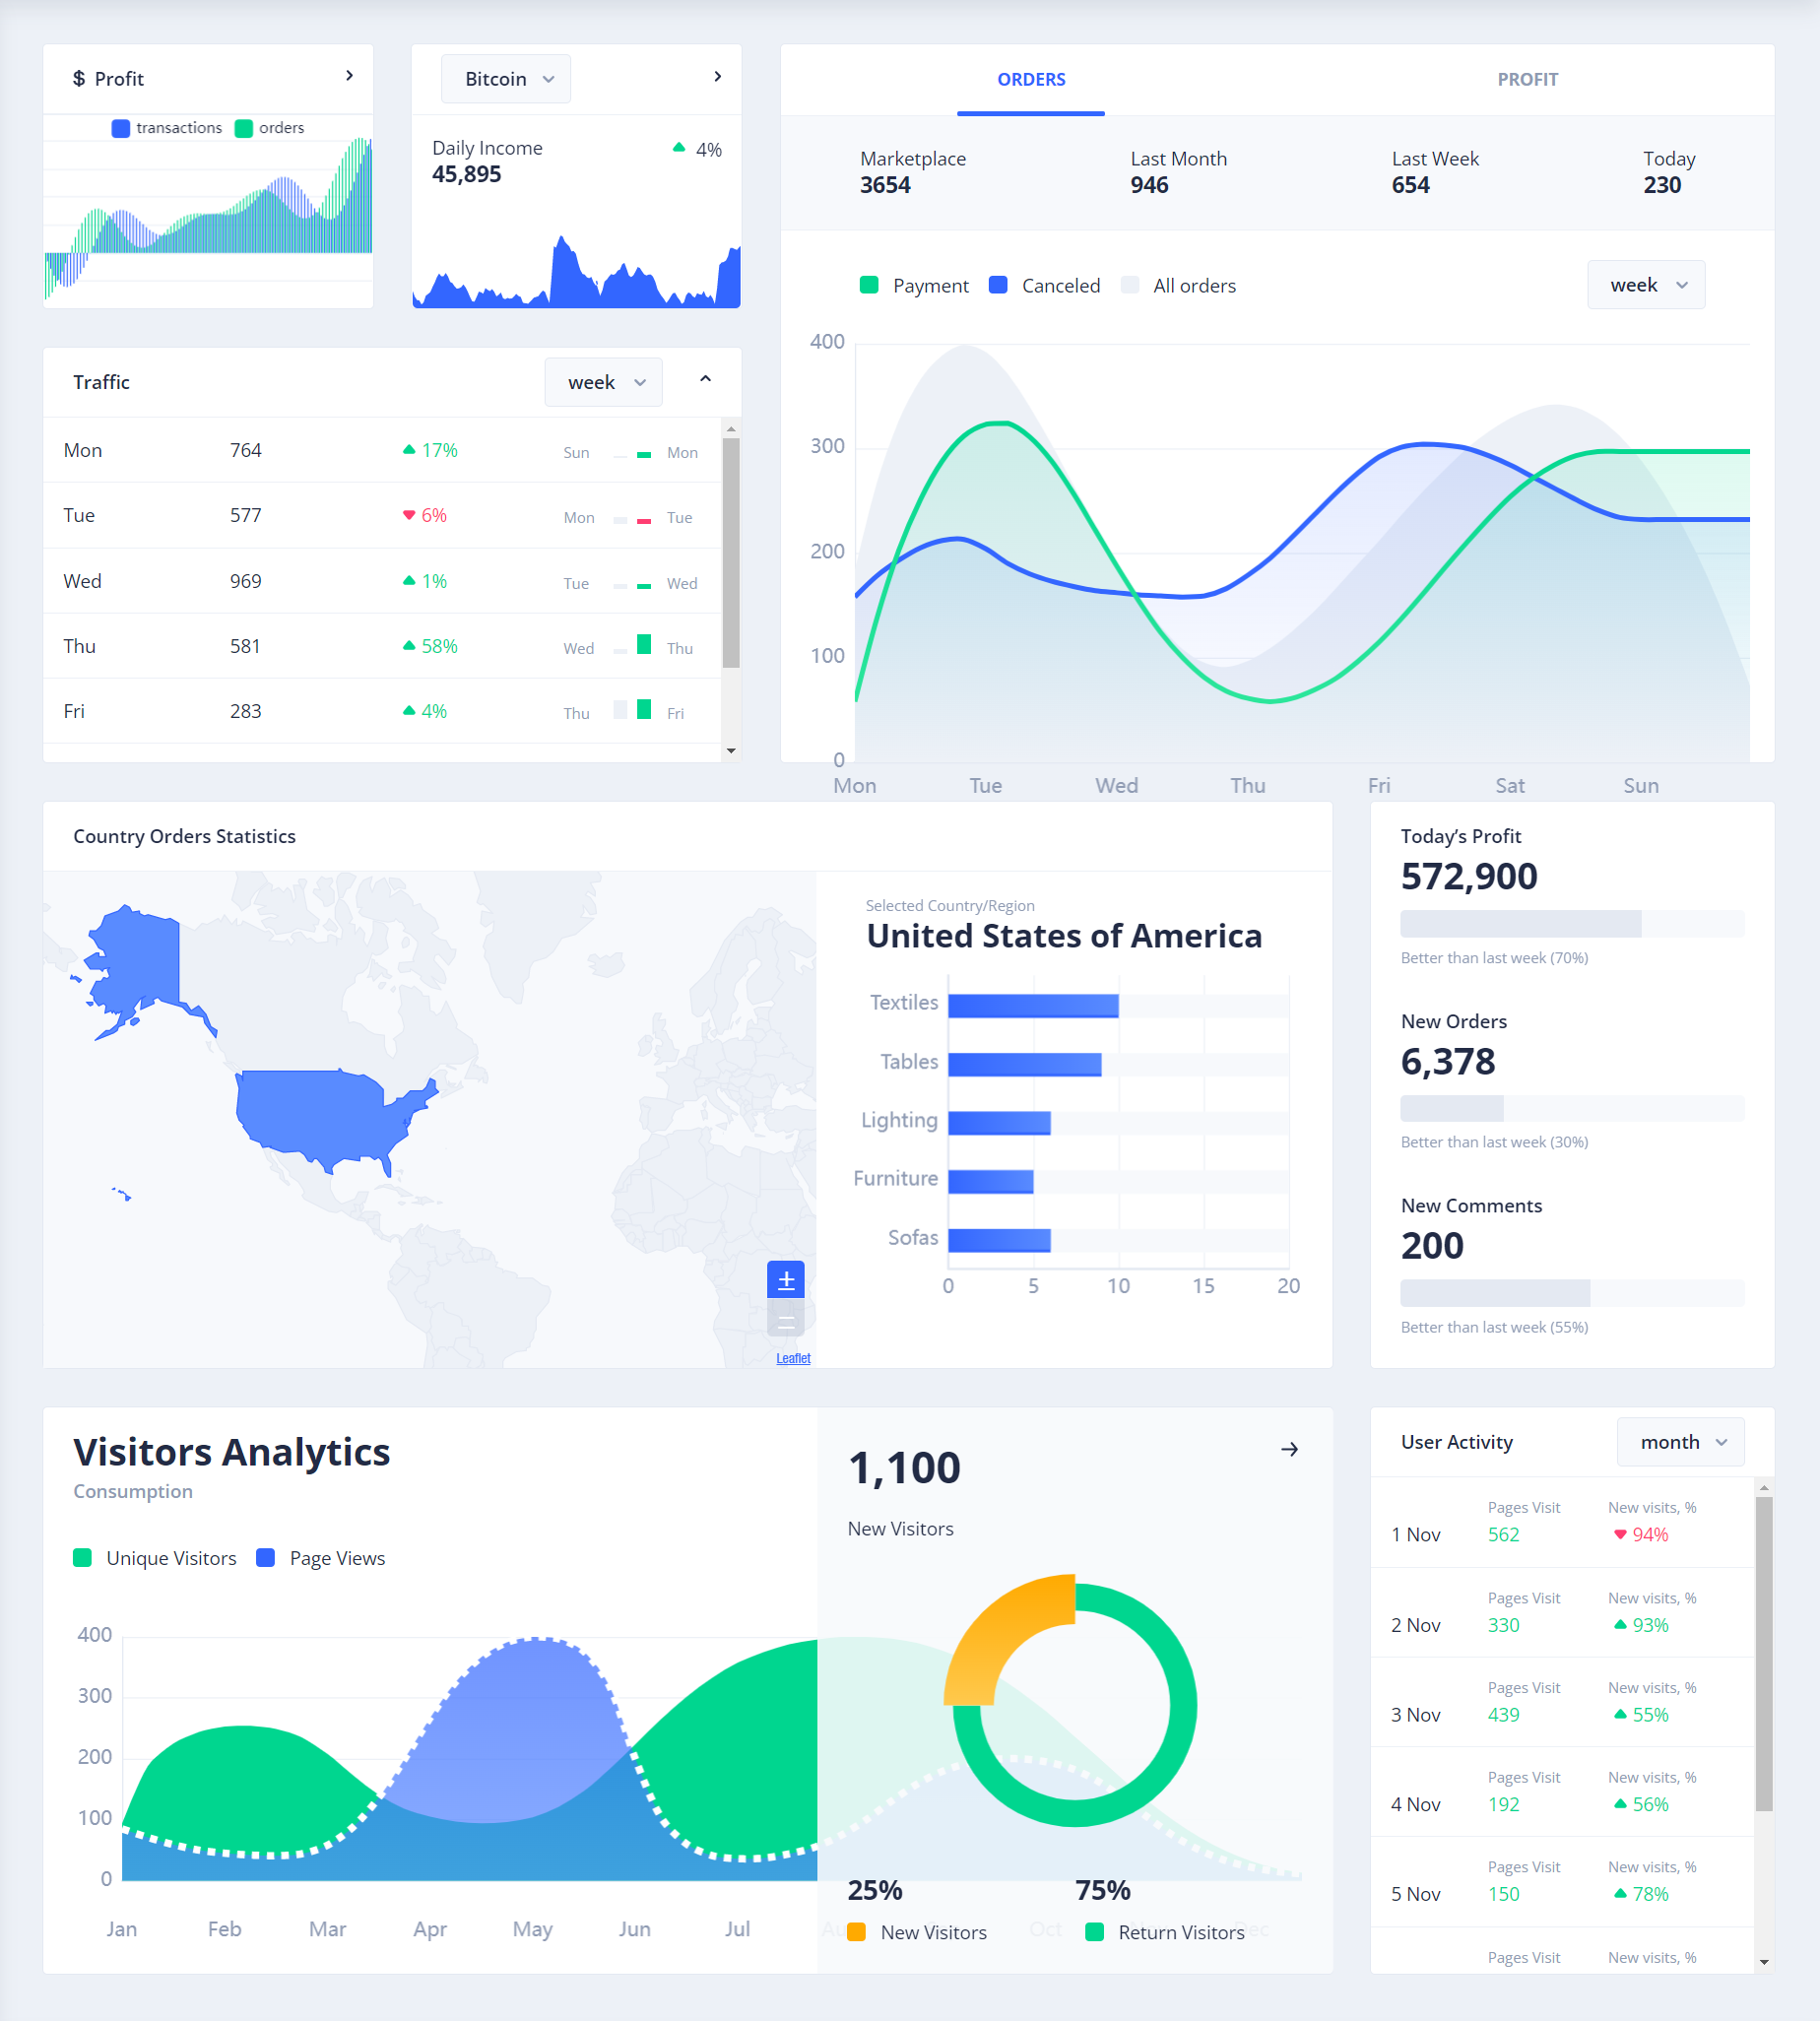 $ Profit
transactions orders
Bitcoin
Daily Income
45,895
4%
ORDERS PROFIT
Marketplace
3654
Last Month
946
Last Week
654
Today
230
Payment Canceled All orders
week
400
300
200
100
0
Mon Tue Wed Thu Fri Sat Sun
Traffic
week
Mon 764 17% Sun Mon
Tue 577 6% Mon Tue
Wed 969 1% Tue Wed
Thu 581 58% Wed Thu
Fri 283 4% Thu Fri
Country Orders Statistics
+
−
Leaflet
Selected Country/Region
United States of America
Textiles
Tables
Lighting
Furniture
Sofas
0 5 10 15 20
Today's Profit
572,900
Better than last week (70%)
New Orders
6,378
Better than last week (30%)
New Comments
200
Better than last week (55%)
Visitors Analytics
Consumption
Unique Visitors Page Views
400
300
200
100
0
Jan Feb Mar Apr May Jun Jul Oct Nov Dec
1,100
New Visitors
25%
New Visitors
75%
Return Visitors
User Activity
month
Pages Visit New visits, %
1 Nov 562 94%
Pages Visit New visits, %
2 Nov 330 93%
Pages Visit New visits, %
3 Nov 439 55%
Pages Visit New visits, %
4 Nov 192 56%
Pages Visit New visits, %
5 Nov 150 78%
Pages Visit New visits, %